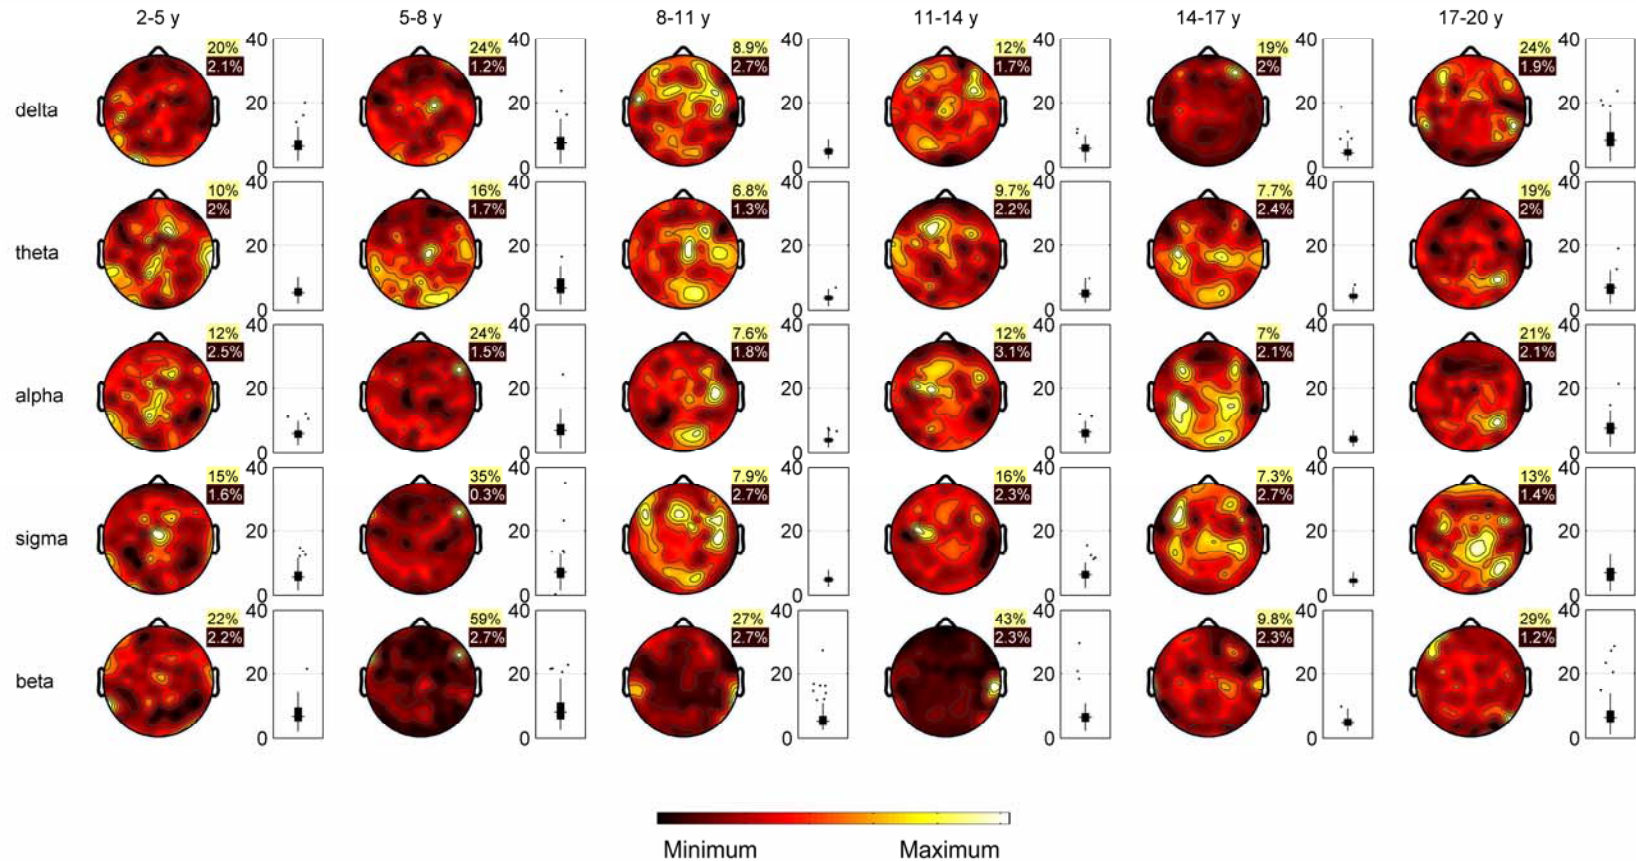 2-5 y 5-8 y 8-11 y 11-14 y 14-17 y 17-20 y
delta 20% 2.1% 40 20 0 24% 1.2% 40 20 0 8.9% 2.7% 40 20 0 12% 1.7% 40 20 0 19% 2% 40 20 0 24% 1.9% 40 20 0
theta 10% 2% 40 20 0 16% 1.7% 40 20 0 6.8% 1.3% 40 20 0 9.7% 2.2% 40 20 0 7.7% 2.4% 40 20 0 19% 2% 40 20 0
alpha 12% 2.5% 40 20 0 24% 1.5% 40 20 0 7.6% 1.8% 40 20 0 12% 3.1% 40 20 0 7% 2.1% 40 20 0 21% 2.1% 40 20 0
sigma 15% 1.6% 40 20 0 35% 0.3% 40 20 0 7.9% 2.7% 40 20 0 16% 2.3% 40 20 0 7.3% 2.7% 40 20 0 13% 1.4% 40 20 0
beta 22% 2.2% 40 20 0 59% 2.7% 40 20 0 27% 2.7% 40 20 0 43% 2.3% 40 20 0 9.8% 2.3% 40 20 0 29% 1.2% 40 20 0
Minimum Maximum